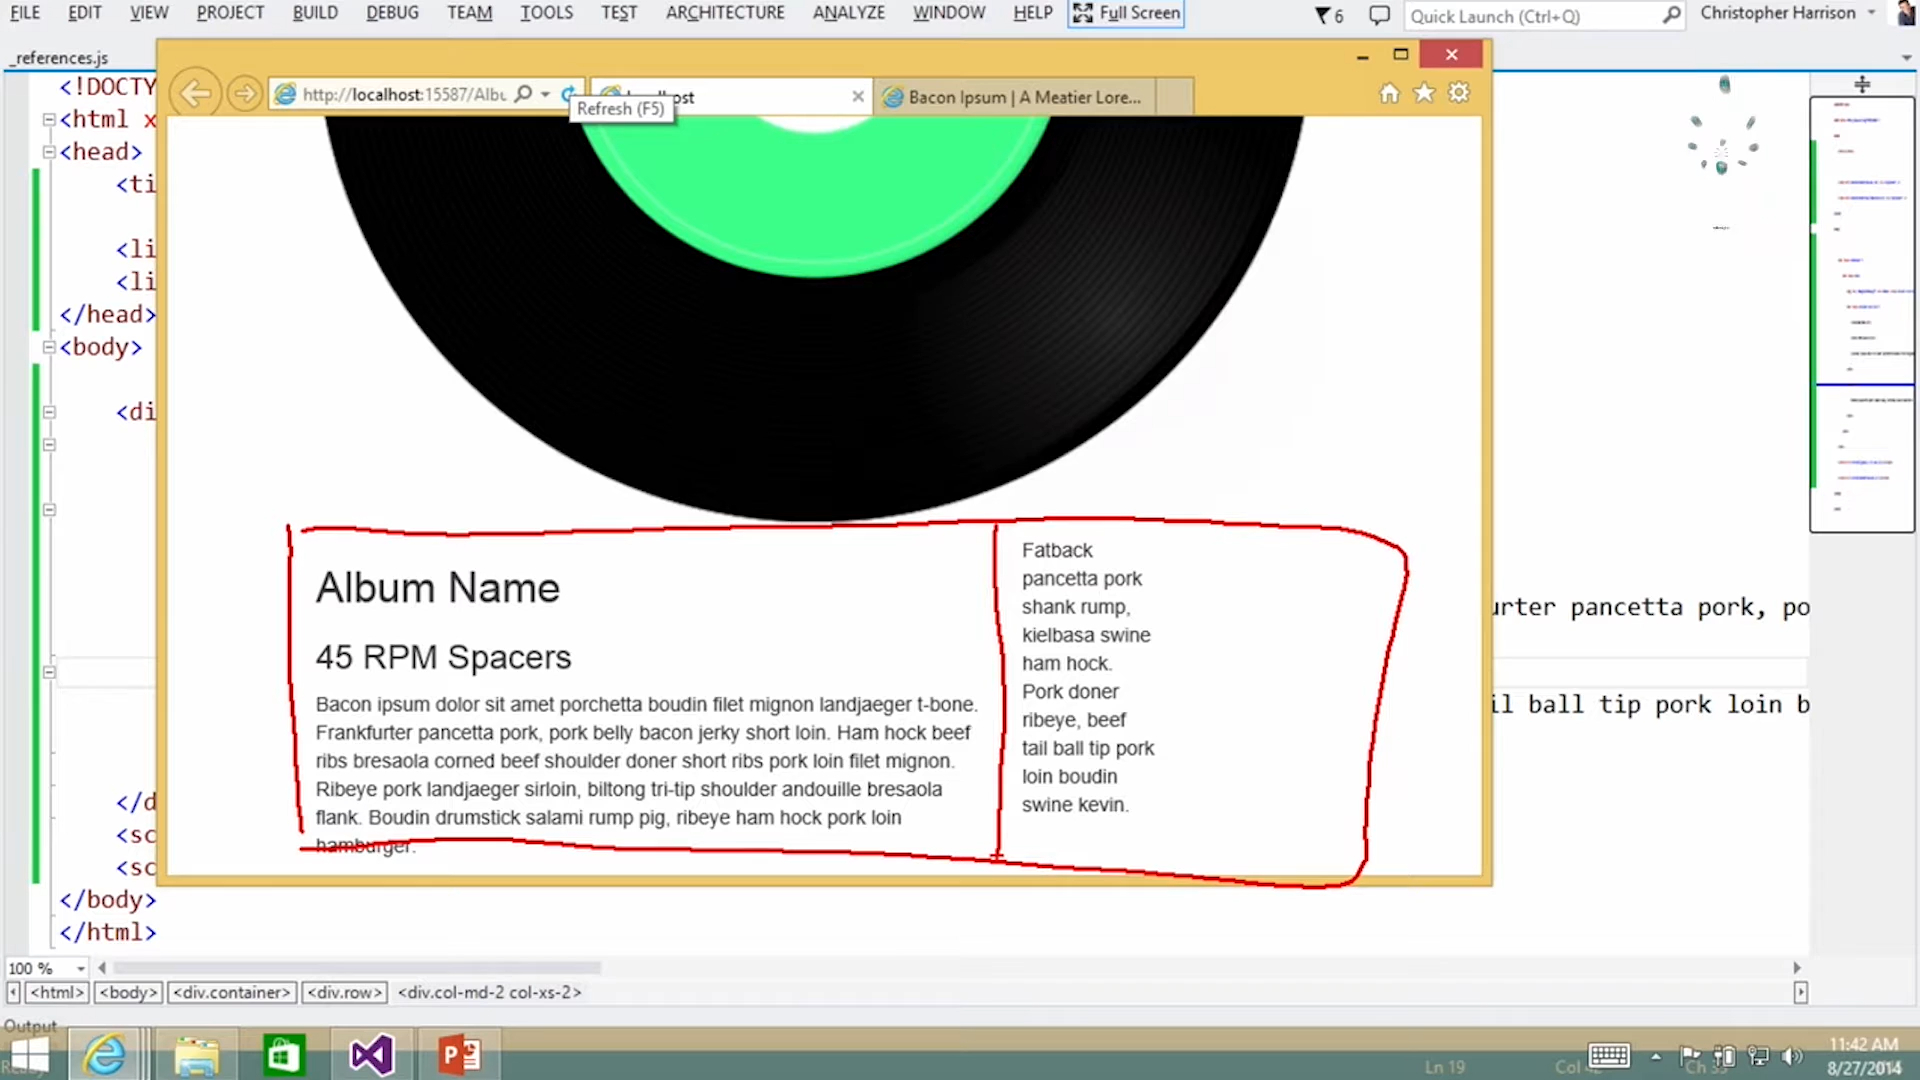 FILE EDIT VIEW PROJECT BUILD DEBUG TEAM TOOLS TEST ARCHITECTURE ANALYZE WINDOW HELP Full Screen 6 Quick Launch (Ctrl+Q) Christopher Harrison
_references.js
http://localhost:15587/Albu
Bacon Ipsum | A Meatier Lore...
Refresh (F5)
<!DOCTY
<html x
<head>
<ti
<li
<li
</head>
<body>
<di
</d
<sc
<sc
</body>
</html>
Album Name
45 RPM Spacers
Bacon ipsum dolor sit amet porchetta boudin filet mignon landjaeger t-bone.
Frankfurter pancetta pork, pork belly bacon jerky short loin. Ham hock beef
ribs bresaola corned beef shoulder doner short ribs pork loin filet mignon.
Ribeye pork landjaeger sirloin, biltong tri-tip shoulder andouille bresaola
flank. Boudin drumstick salami rump pig, ribeye ham hock pork loin
hamburger.
Fatback
pancetta pork
shank rump,
kielbasa swine
ham hock.
Pork doner
ribeye, beef
tail ball tip pork
loin boudin
swine kevin.
urter pancetta pork, po
il ball tip pork loin b
100 %
<html> <body> <div.container> <div.row> <div.col-md-2 col-xs-2>
Output
Ln 19
11:42 AM
8/27/2014